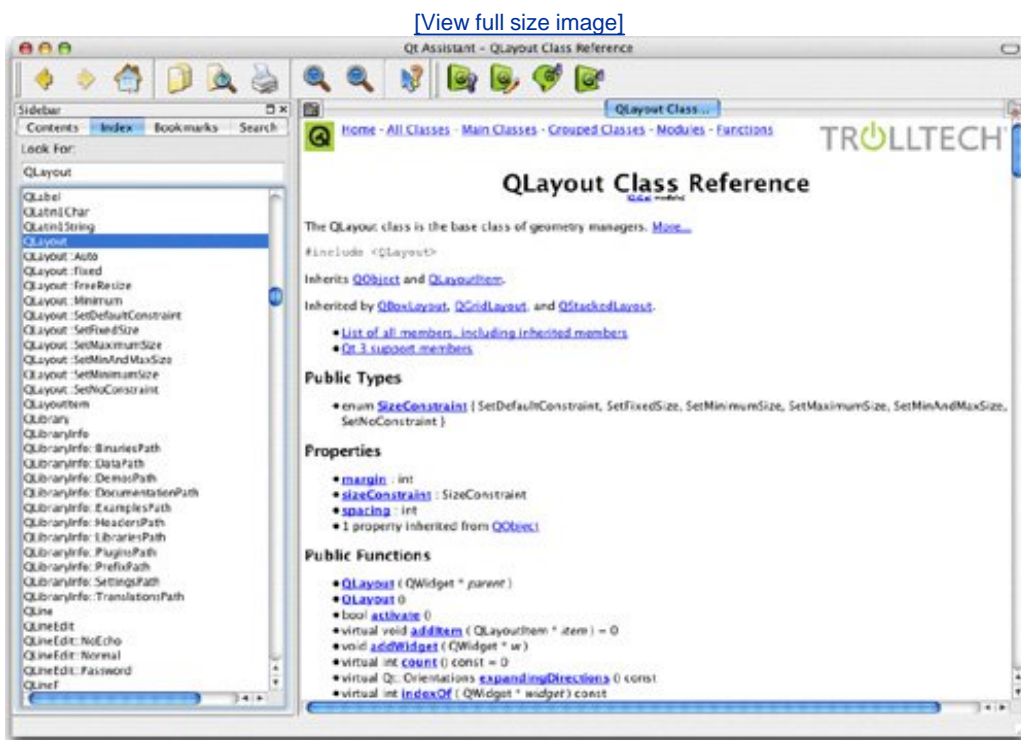 [View full size image]
Qt Assistant - QLayout Class Reference
Sidebar
Contents Index Bookmarks Search
Look For:
QLayout
QLabel
QLatin1Char
QLatin1String
QLayout
QLayout::Auto
QLayout::Fixed
QLayout::FreeResize
QLayout::Minimum
QLayout::SetDefaultConstraint
QLayout::SetFixedSize
QLayout::SetMaximumSize
QLayout::SetMinAndMaxSize
QLayout::SetMinimumSize
QLayout::SetNoConstraint
QLayoutItem
QLibrary
QLibraryInfo
QLibraryInfo::BinariesPath
QLibraryInfo::DataPath
QLibraryInfo::DemosPath
QLibraryInfo::DocumentationPath
QLibraryInfo::ExamplesPath
QLibraryInfo::HeadersPath
QLibraryInfo::LibrariesPath
QLibraryInfo::PluginsPath
QLibraryInfo::PrefixPath
QLibraryInfo::SettingsPath
QLibraryInfo::TranslationsPath
QLine
QLineEdit
QLineEdit::NoEcho
QLineEdit::Normal
QLineEdit::Password
QLineF
QLayout Class...
Home - All Classes - Main Classes - Grouped Classes - Modules - Functions
TROLLTECH
QLayout Class Reference
[QtGui module]
The QLayout class is the base class of geometry managers. More...
#include <QLayout>
Inherits QObject and QLayoutItem.
Inherited by QBoxLayout, QGridLayout, and QStackedLayout.
• List of all members, including inherited members
• Qt 3 support members
Public Types
• enum SizeConstraint { SetDefaultConstraint, SetFixedSize, SetMinimumSize, SetMaximumSize, SetMinAndMaxSize,
SetNoConstraint }
Properties
• margin : int
• sizeConstraint : SizeConstraint
• spacing : int
• 1 property inherited from QObject
Public Functions
• QLayout ( QWidget * parent )
• QLayout ()
• bool activate ()
• virtual void addItem ( QLayoutItem * item ) = 0
• void addWidget ( QWidget * w )
• virtual int count () const = 0
• virtual Qt::Orientations expandingDirections () const
• virtual int indexOf ( QWidget * widget ) const